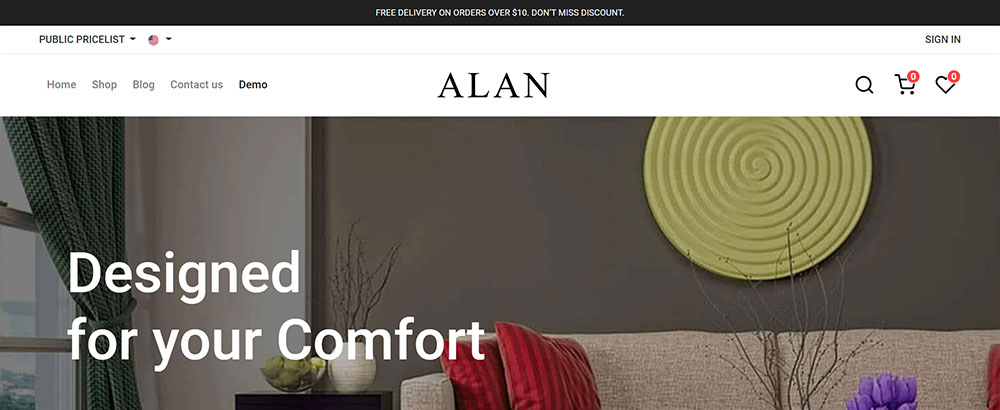 FREE DELIVERY ON ORDERS OVER $10. DON'T MISS DISCOUNT.
PUBLIC PRICELIST SIGN IN
Home Shop Blog Contact us Demo ALAN 0 0
Designed
for your Comfort